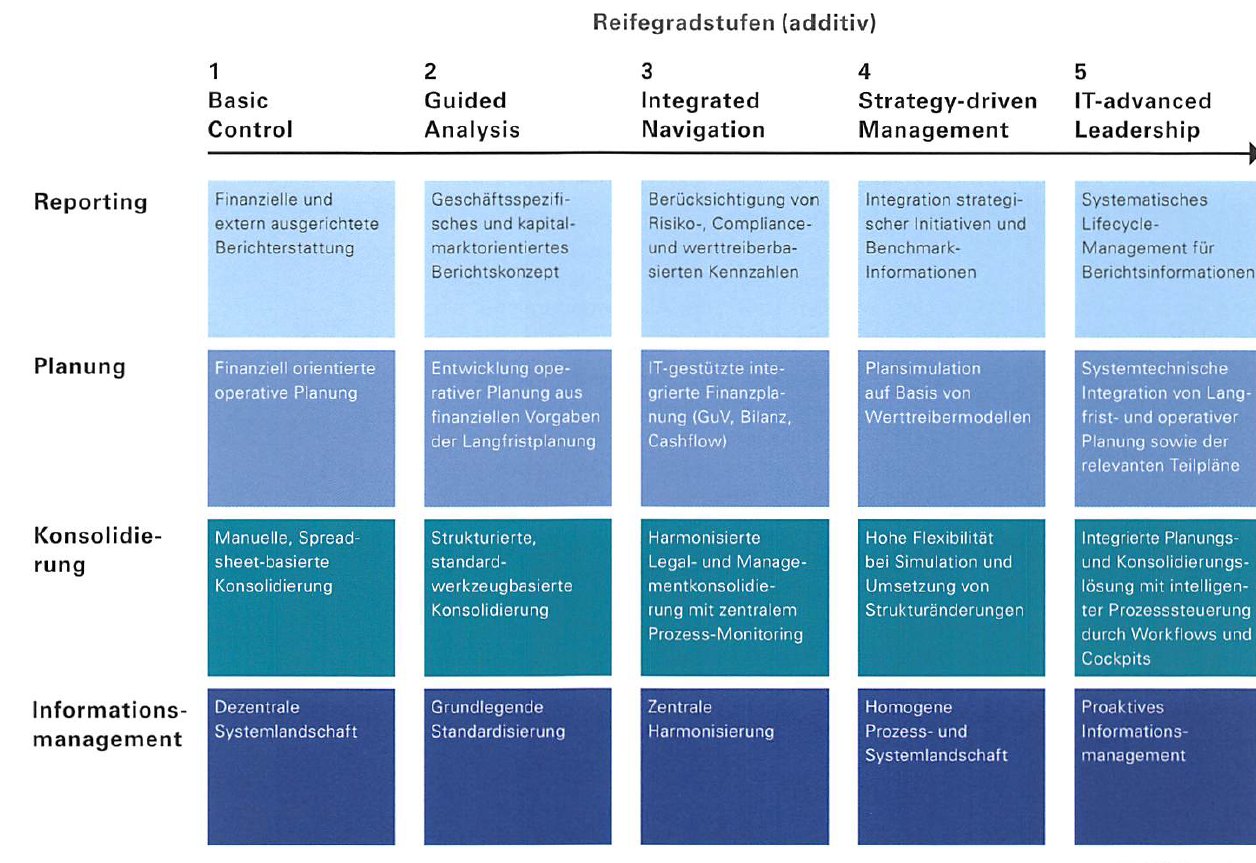 Reifegradstufen (additiv)
1
Basic
Control
2
Guided
Analysis
3
Integrated
Navigation
4
Strategy-driven
Management
5
IT-advanced
Leadership
Reporting
Finanzielle und
extern ausgerichtete
Berichterstattung
Geschäftsspezifi-
sches und kapital-
marktorientiertes
Berichtskonzept
Berücksichtigung von
Risiko-, Compliance-
und werttreiberba-
sierten Kennzahlen
Integration strategi-
scher Initiativen und
Benchmark-
Informationen
Systematisches
Lifecycle-
Management für
Berichtsinformationen
Planung
Finanziell orientierte
operative Planung
Entwicklung ope-
rativer Planung aus
finanziellen Vorgaben
der Langfristplanung
IT-gestützte inte-
grierte Finanzpla-
nung (GuV, Bilanz,
Cashflow)
Plansimulation
auf Basis von
Werttreibermodellen
Systemtechnische
Integration von Lang-
frist- und operativer
Planung sowie der
relevanten Teilpläne
Konsolidie-
rung
Manuelle, Spread-
sheet-basierte
Konsolidierung
Strukturierte,
standard-
werkzeugbasierte
Konsolidierung
Harmonisierte
Legal- und Manage-
mentkonsolidie-
rung mit zentralem
Prozess-Monitoring
Hohe Flexibilität
bei Simulation und
Umsetzung von
Strukturänderungen
Integrierte Planungs-
und Konsolidierungs-
lösung mit intelligen-
ter Prozesssteuerung
durch Workflows und
Cockpits
Informations-
management
Dezentrale
Systemlandschaft
Grundlegende
Standardisierung
Zentrale
Harmonisierung
Homogene
Prozess- und
Systemlandschaft
Proaktives
Informations-
management